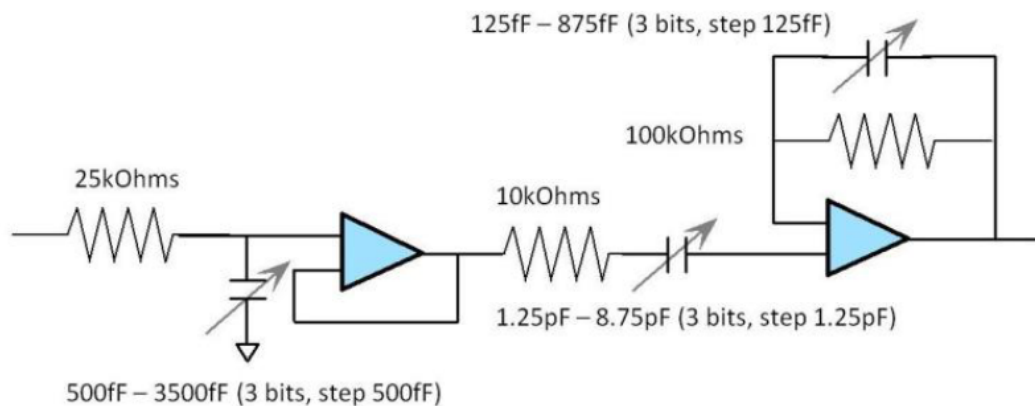 125fF – 875fF (3 bits, step 125fF)
100kOhms
25kOhms
10kOhms
1.25pF – 8.75pF (3 bits, step 1.25pF)
500fF – 3500fF (3 bits, step 500fF)